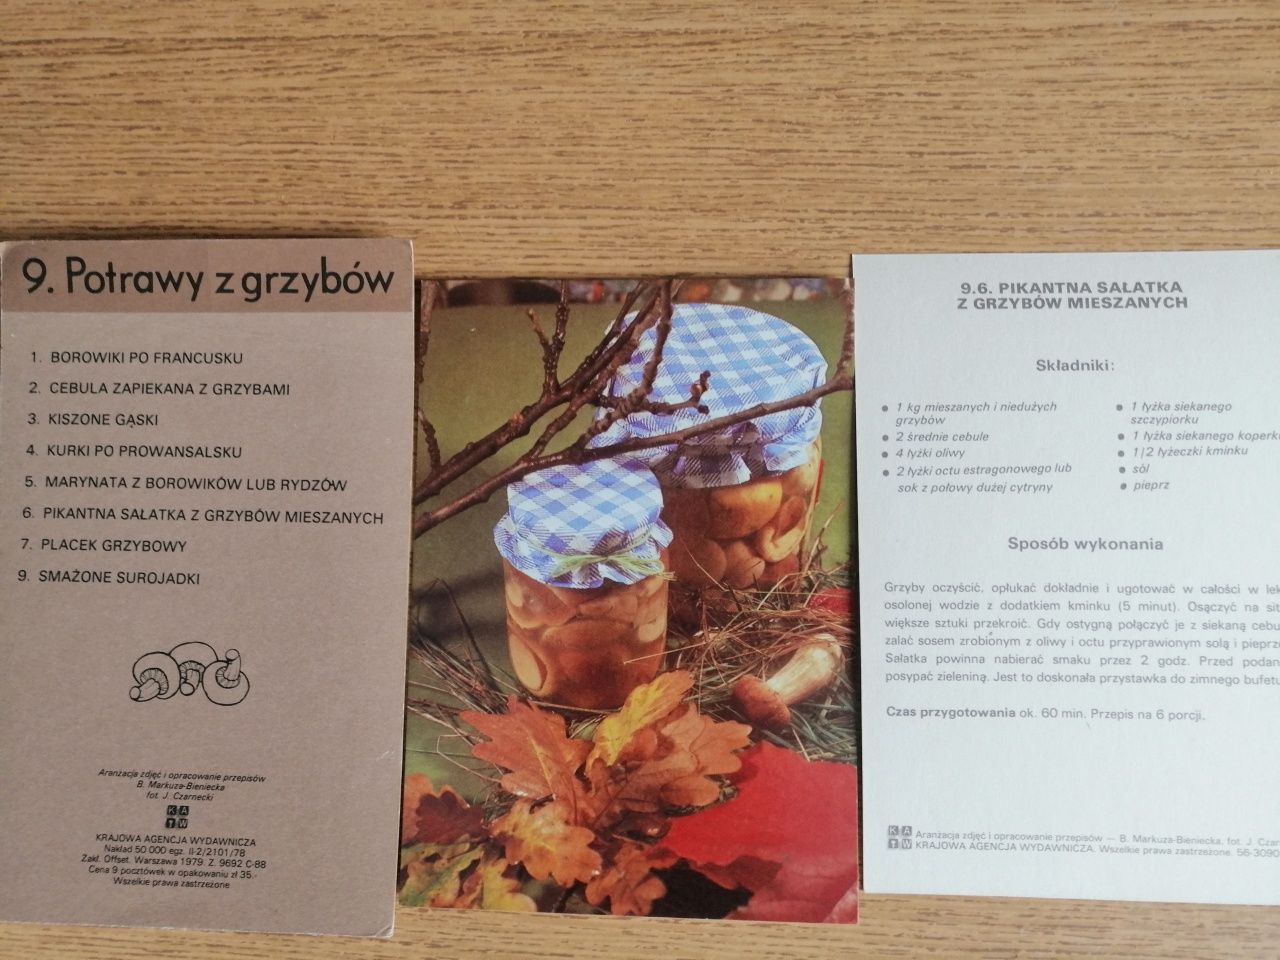 9. Potrawy z grzybów
1. BOROWIKI PO FRANCUSKU
2. CEBULA ZAPIEKANA Z GRZYBAMI
3. KISZONE GĄSKI
4. KURKI PO PROWANSALSKU
5. MARYNATA Z BOROWIKÓW LUB RYDZÓW
6. PIKANTNA SAŁATKA Z GRZYBÓW MIESZANYCH
7. PLACEK GRZYBOWY
9. SMAŻONE SUROJADKI
Aranżacja zdjęć i opracowanie przepisów
B. Markuza-Bieniecka
fot. J. Czarnecki
K A
T W
KRAJOWA AGENCJA WYDAWNICZA
Nakład 50 000 egz. II-2/2101/78
Zakł. Offset. Warszawa 1979. Z. 9692 C-88
Cena 9 pocztówek w opakowaniu zł 35.-
Wszelkie prawa zastrzeżone
9.6. PIKANTNA SAŁATKA
Z GRZYBÓW MIESZANYCH
Składniki:
● 1 kg mieszanych i niedużych
grzybów
● 2 średnie cebule
● 4 łyżki oliwy
● 2 łyżki octu estragonowego lub
sok z połowy dużej cytryny
● 1 łyżka siekanego
szczypiorku
● 1 łyżka siekanego koperku
● 1/2 łyżeczki kminku
● sól
● pieprz
Sposób wykonania
Grzyby oczyścić, opłukać dokładnie i ugotować w całości w
osolonej wodzie z dodatkiem kminku (5 minut). Osączyć na
większe sztuki przekroić. Gdy ostygną połączyć je z siekaną
zalać sosem zrobionym z oliwy i octu przyprawionym solą i
Sałatka powinna nabierać smaku przez 2 godz. Przed
posypać zieleniną. Jest to doskonała przystawka do zimnego bufetu
Czas przygotowania ok. 60 min. Przepis na 6 porcji.
K A
T W
Aranżacja zdjęć i opracowanie przepisów — B. Markuza-Bieniecka, fot. J.
KRAJOWA AGENCJA WYDAWNICZA. Wszelkie prawa zastrzeżone.